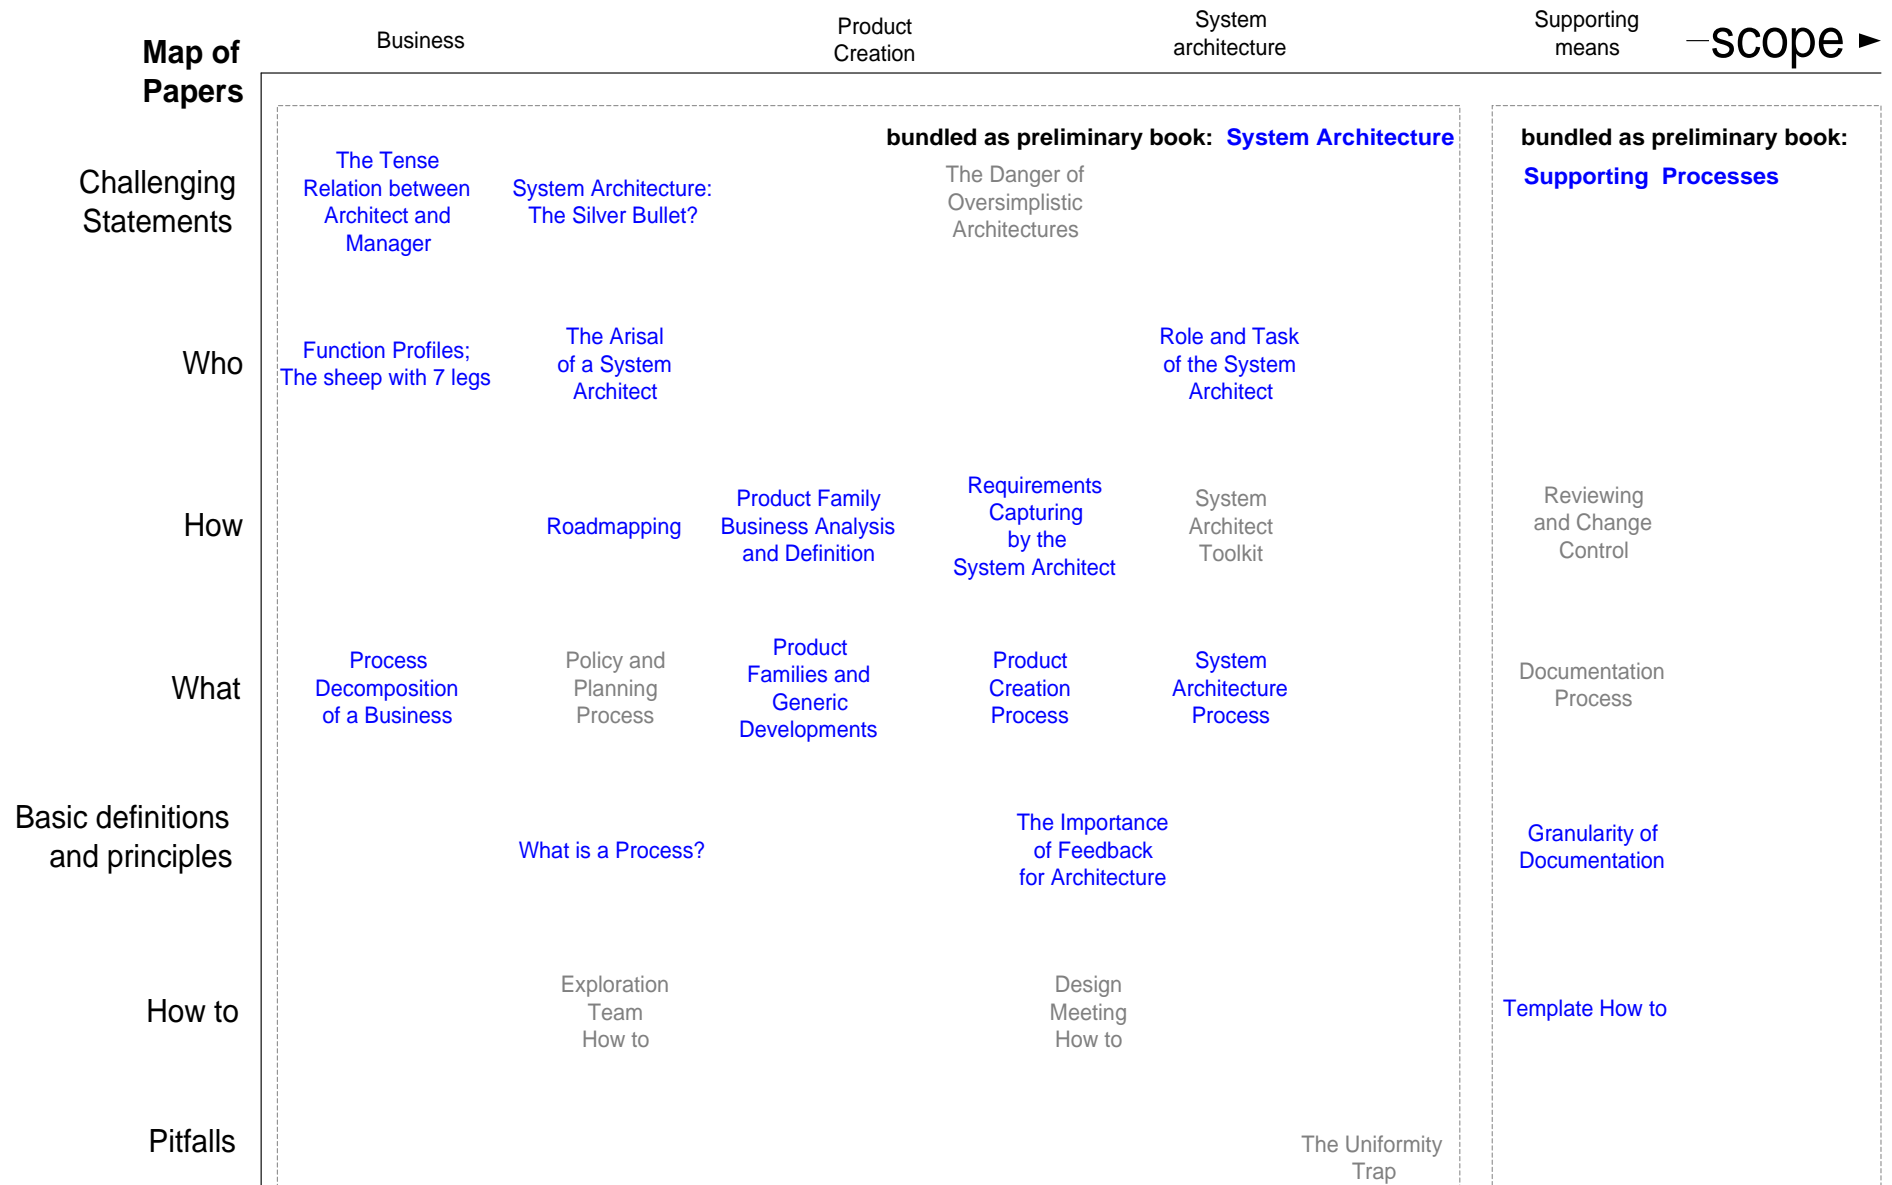 Map of
Papers
Business
Product
Creation
System
architecture
Supporting
means
scope
bundled as preliminary book: System Architecture
bundled as preliminary book:
Supporting Processes
Challenging
Statements
The Tense
Relation between
Architect and
Manager
System Architecture:
The Silver Bullet?
The Danger of
Oversimplistic
Architectures
Who
Function Profiles;
The sheep with 7 legs
The Arisal
of a System
Architect
Role and Task
of the System
Architect
How
Roadmapping
Product Family
Business Analysis
and Definition
Requirements
Capturing
by the
System Architect
System
Architect
Toolkit
Reviewing
and Change
Control
What
Process
Decomposition
of a Business
Policy and
Planning
Process
Product
Families and
Generic
Developments
Product
Creation
Process
System
Architecture
Process
Documentation
Process
Basic definitions
and principles
What is a Process?
The Importance
of Feedback
for Architecture
Granularity of
Documentation
How to
Exploration
Team
How to
Design
Meeting
How to
Template How to
Pitfalls
The Uniformity
Trap